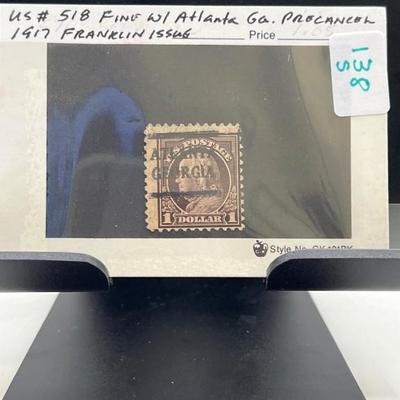 US # 518 FINE W/ Atlanta Ga. PRECANCEL
1917 FRANKLIN ISSUE Price
138
S
U.S. POSTAGE
ATLANTA
GEORGIA
1 DOLLAR 1
Style No.